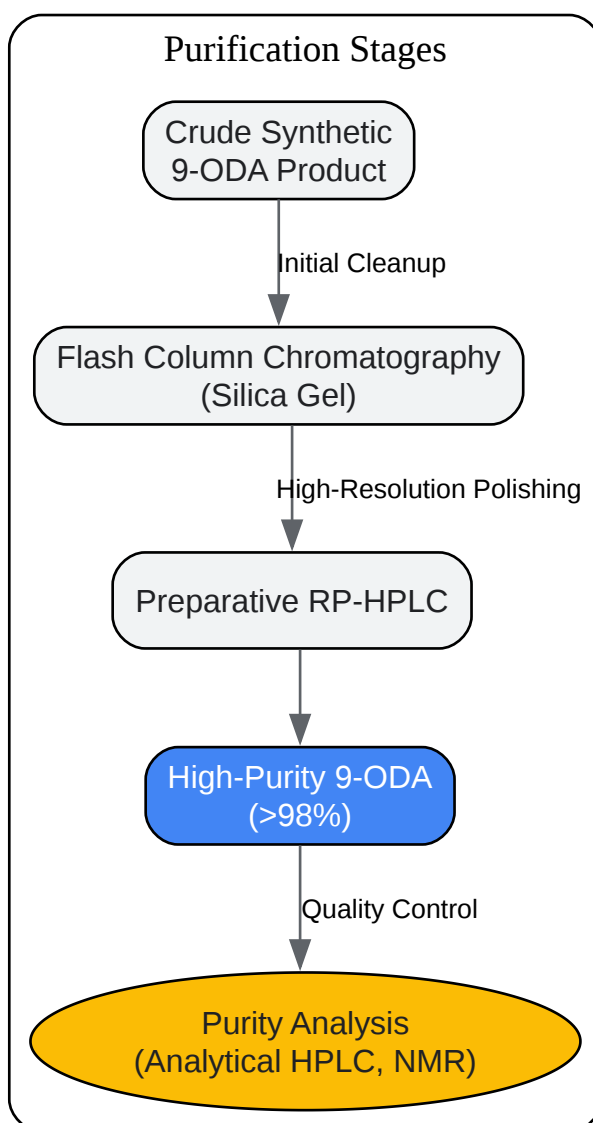 Purification Stages
Crude Synthetic
9-ODA Product
Initial Cleanup
Flash Column Chromatography
(Silica Gel)
High-Resolution Polishing
Preparative RP-HPLC
High-Purity 9-ODA
(>98%)
Quality Control
Purity Analysis
(Analytical HPLC, NMR)